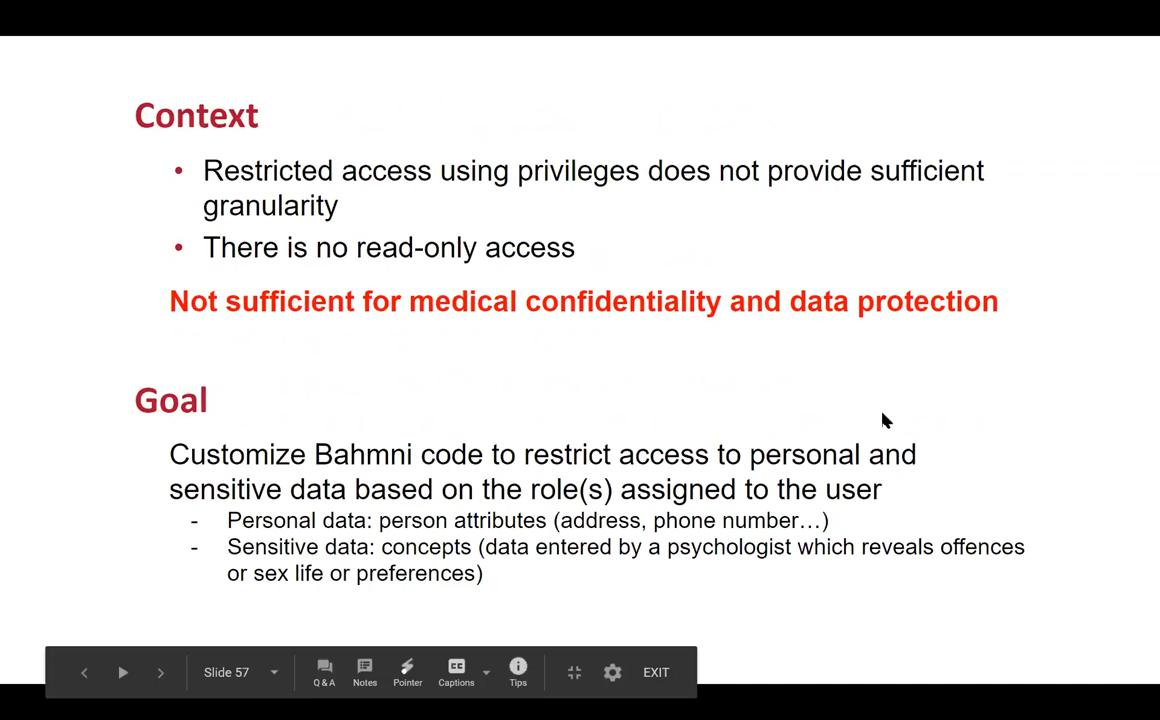 Context
• Restricted access using privileges does not provide sufficient
granularity
• There is no read-only access
Not sufficient for medical confidentiality and data protection
Goal
Customize Bahmni code to restrict access to personal and
sensitive data based on the role(s) assigned to the user
- Personal data: person attributes (address, phone number…)
- Sensitive data: concepts (data entered by a psychologist which reveals offences
or sex life or preferences)
Slide 57 Q & A Notes Pointer CC Captions Tips EXIT